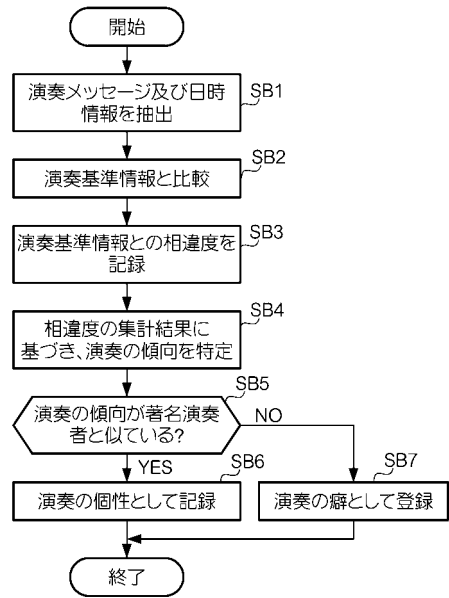 開始
演奏メッセージ及び日時
情報を抽出
SB1
演奏基準情報と比較
SB2
演奏基準情報との相違度を
記録
SB3
相違度の集計結果に
基づき、演奏の傾向を特定
SB4
演奏の傾向が著名演奏
者と似ている?
SB5
NO
YES
演奏の個性として記録
SB6
演奏の癖として登録
SB7
終了